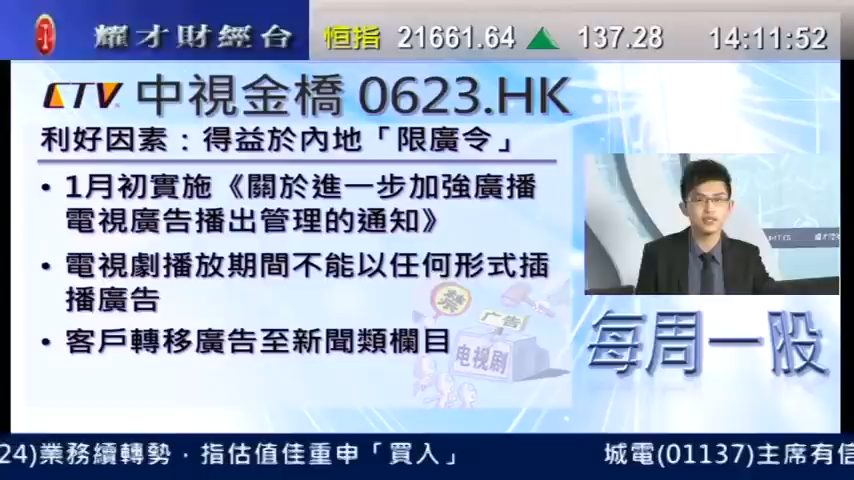 耀才財經台
恒指 21661.64 137.28 14:11:52
CTV 中視金橋 0623.HK
利好因素：得益於內地「限廣令」
• 1月初實施《關於進一步加強廣播
電視廣告播出管理的通知》
• 電視劇播放期間不能以任何形式插
播廣告
• 客戶轉移廣告至新聞類欄目
禁
广告
电视剧
每周一股
24)業務續轉勢，指估值佳重申「買入」
城電(01137)主席有信